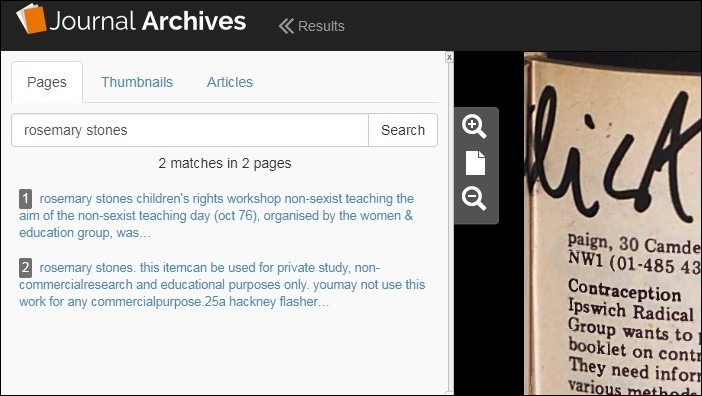 Journal Archives
Results
Pages
Thumbnails
Articles
x
rosemary stones
Search
2 matches in 2 pages
1 rosemary stones children's rights workshop non-sexist teaching the
aim of the non-sexist teaching day (oct 76), organised by the women &
education group, was...
2 rosemary stones. this itemcan be used for private study, non-
commercialresearch and educational purposes only. youmay not use this
work for any commercialpurpose.25a hackney flasher...
paign, 30 Camde
NW1 (01-485 43
Contraception
Ipswich Radical
Group wants to
booklet on contr
They need inforr
various methods